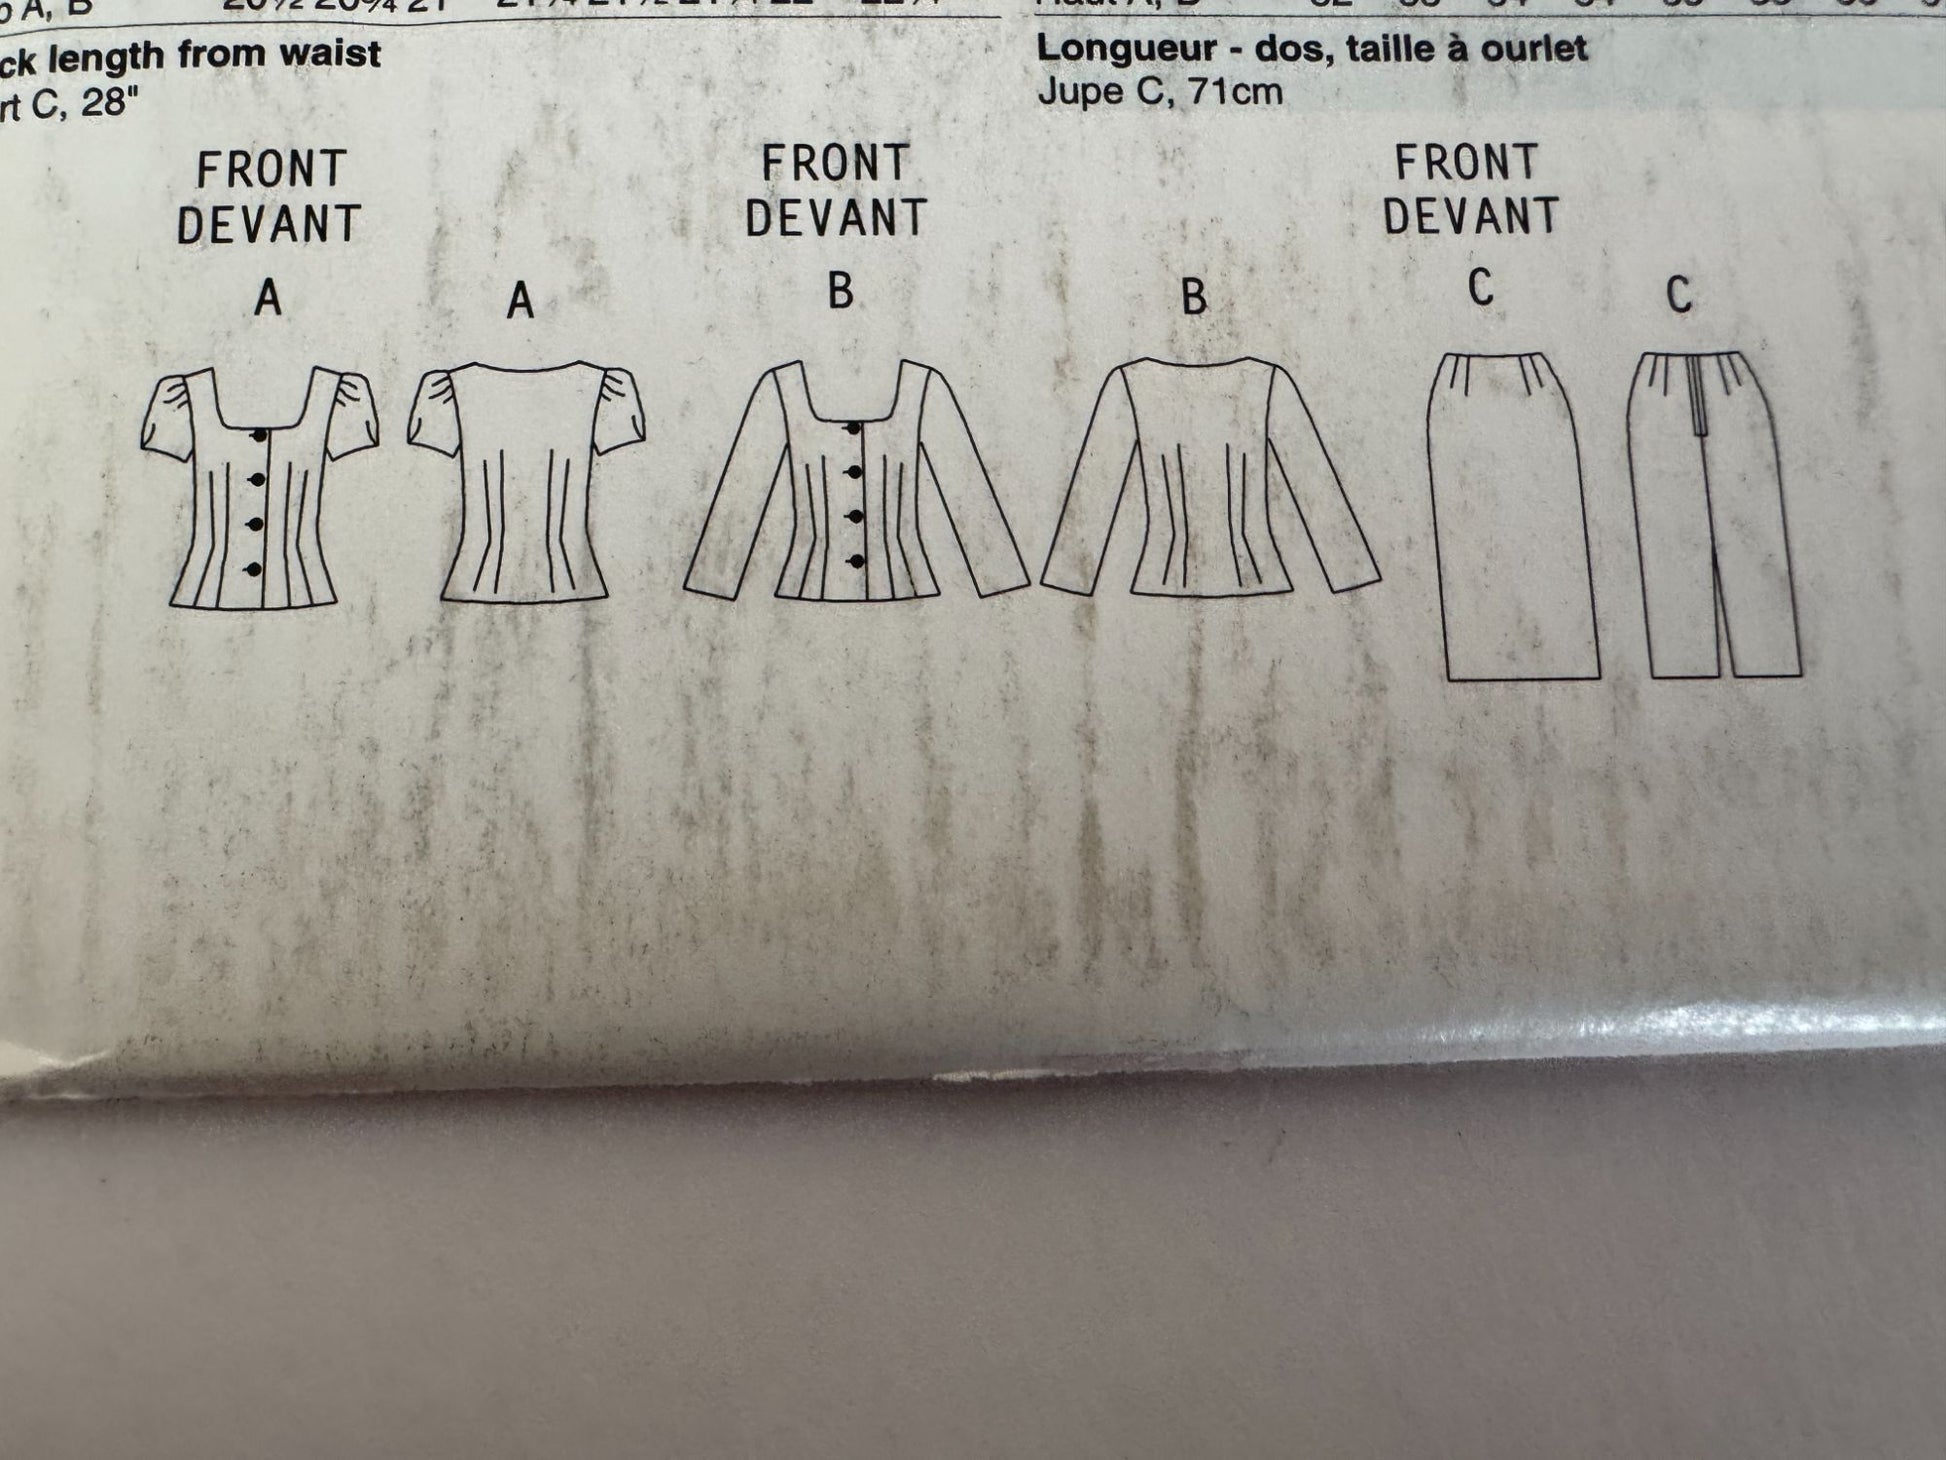 A, B
ck length from waist
rt C, 28"
Longueur - dos, taille à ourlet
Jupe C, 71cm
FRONT
DEVANT
A
A
FRONT
DEVANT
B
B
FRONT
DEVANT
C
C